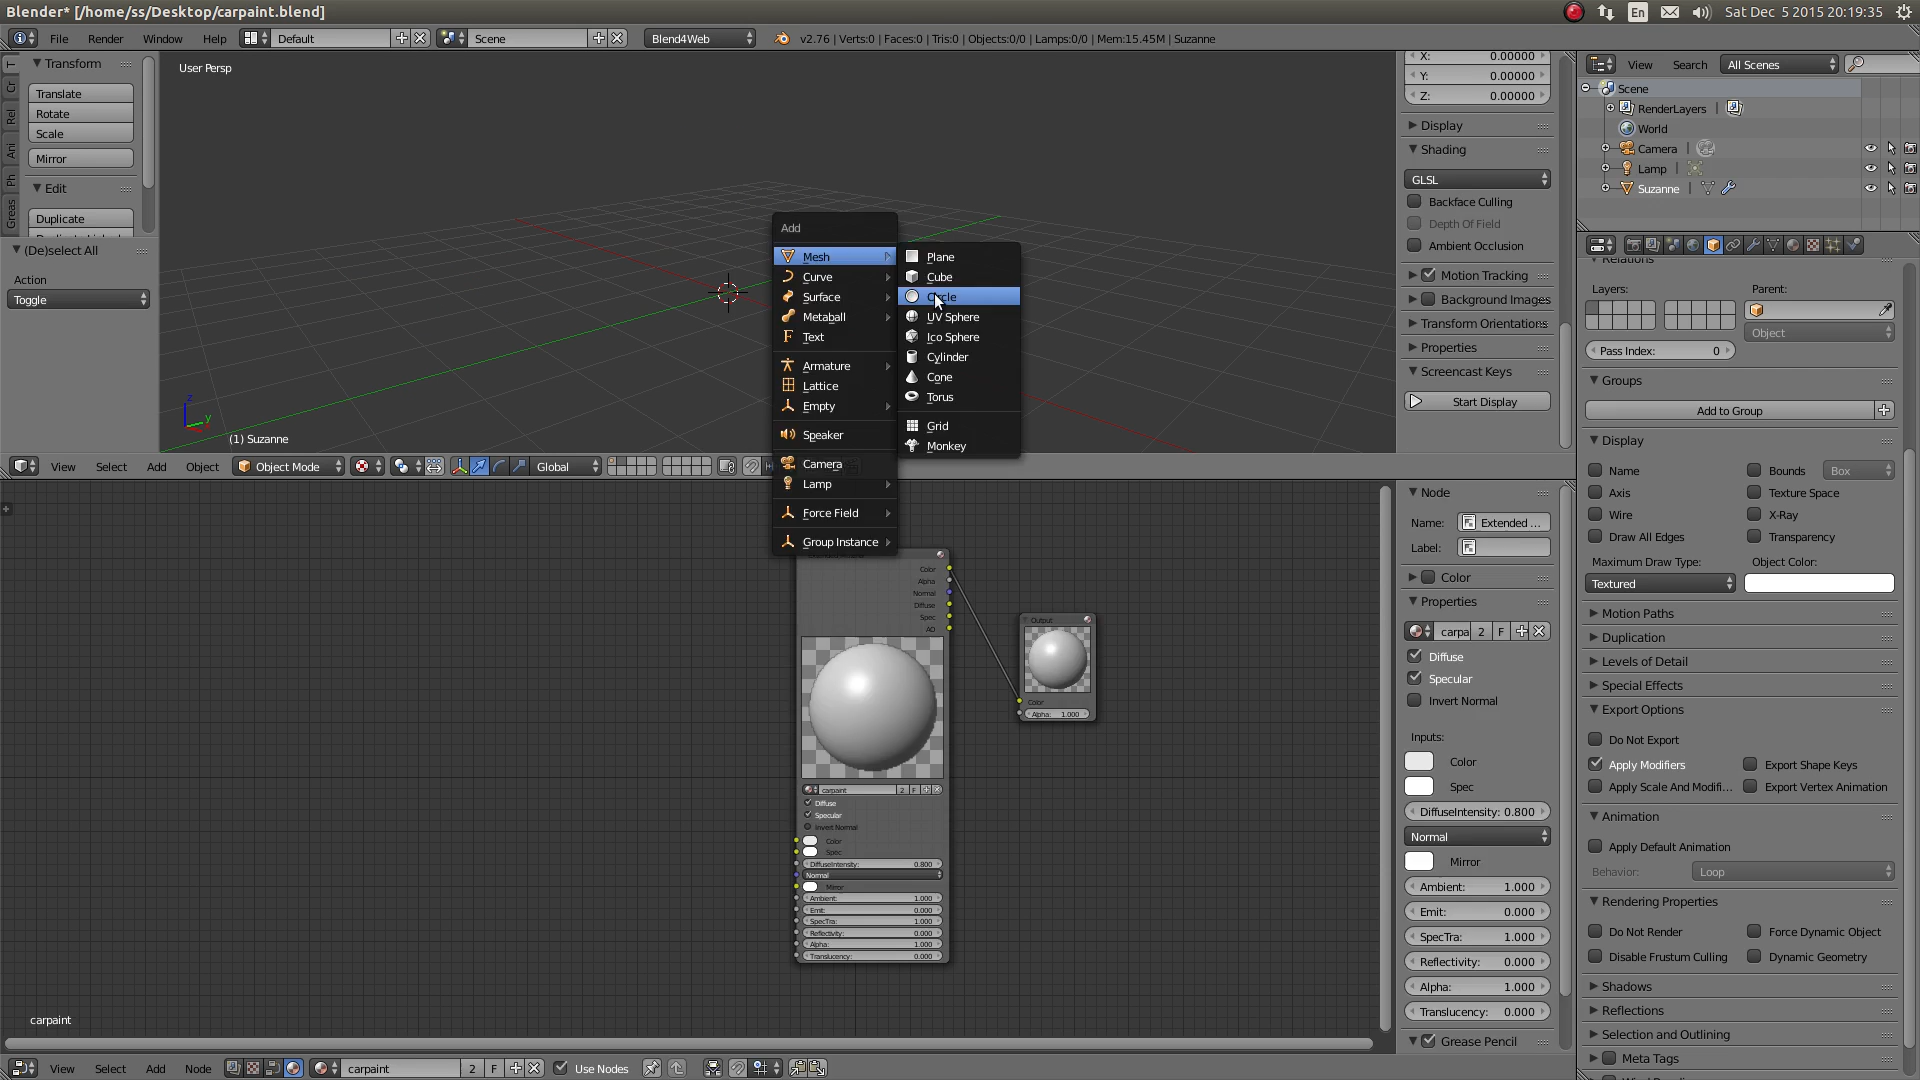 Blender* [/home/ss/Desktop/carpaint.blend]
En
Sat Dec 5 2015 20:19:35
File
Render
Window
Help
Default
Scene
Blend4Web
v2.76 | Verts:0 | Faces:0 | Tris:0 | Objects:0/0 | Lamps:0/0 | Mem:15.45M | Suzanne
T
Cr
Rel
Ani
Ph
Greas
Transform
Translate
Rotate
Scale
Mirror
Edit
Duplicate
(De)select All
Action
Toggle
User Persp
(1) Suzanne
Add
Mesh
Curve
Surface
Metaball
Text
Armature
Lattice
Empty
Speaker
Camera
Lamp
Force Field
Group Instance
Plane
Cube
Circle
UV Sphere
Ico Sphere
Cylinder
Cone
Torus
Grid
Monkey
X: 0.00000
Y: 0.00000
Z: 0.00000
Display
Shading
GLSL
Backface Culling
Depth Of Field
Ambient Occlusion
Motion Tracking
Background Images
Transform Orientations
Properties
Screencast Keys
Start Display
View
Select
Add
Object
Object Mode
Global
Color
Alpha
Normal
Diffuse
Spec
AO
carpaint 2 F
Diffuse
Specular
Invert Normal
Color
Spec
DiffuseIntensity: 0.800
Normal
Mirror
Ambient: 1.000
Emit: 0.000
SpecTra: 1.000
Reflectivity: 0.000
Alpha: 1.000
Translucency: 0.000
Output
Color
Alpha: 1.000
carpaint
Node
Name: Extended ...
Label:
Color
Properties
carpa 2 F
Diffuse
Specular
Invert Normal
Inputs:
Color
Spec
DiffuseIntensity: 0.800
Normal
Mirror
Ambient: 1.000
Emit: 0.000
SpecTra: 1.000
Reflectivity: 0.000
Alpha: 1.000
Translucency: 0.000
Grease Pencil
View
Select
Add
Node
carpaint
2
F
Use Nodes
View
Search
All Scenes
Scene
RenderLayers |
World
Camera |
Lamp |
Suzanne |
Relations
Layers:
Parent:
Object
Pass Index: 0
Groups
Add to Group
Display
Name
Bounds
Box
Axis
Texture Space
Wire
X-Ray
Draw All Edges
Transparency
Maximum Draw Type:
Object Color:
Textured
Motion Paths
Duplication
Levels of Detail
Special Effects
Export Options
Do Not Export
Apply Modifiers
Export Shape Keys
Apply Scale And Modifi...
Export Vertex Animation
Animation
Apply Default Animation
Behavior:
Loop
Rendering Properties
Do Not Render
Force Dynamic Object
Disable Frustum Culling
Dynamic Geometry
Shadows
Reflections
Selection and Outlining
Meta Tags